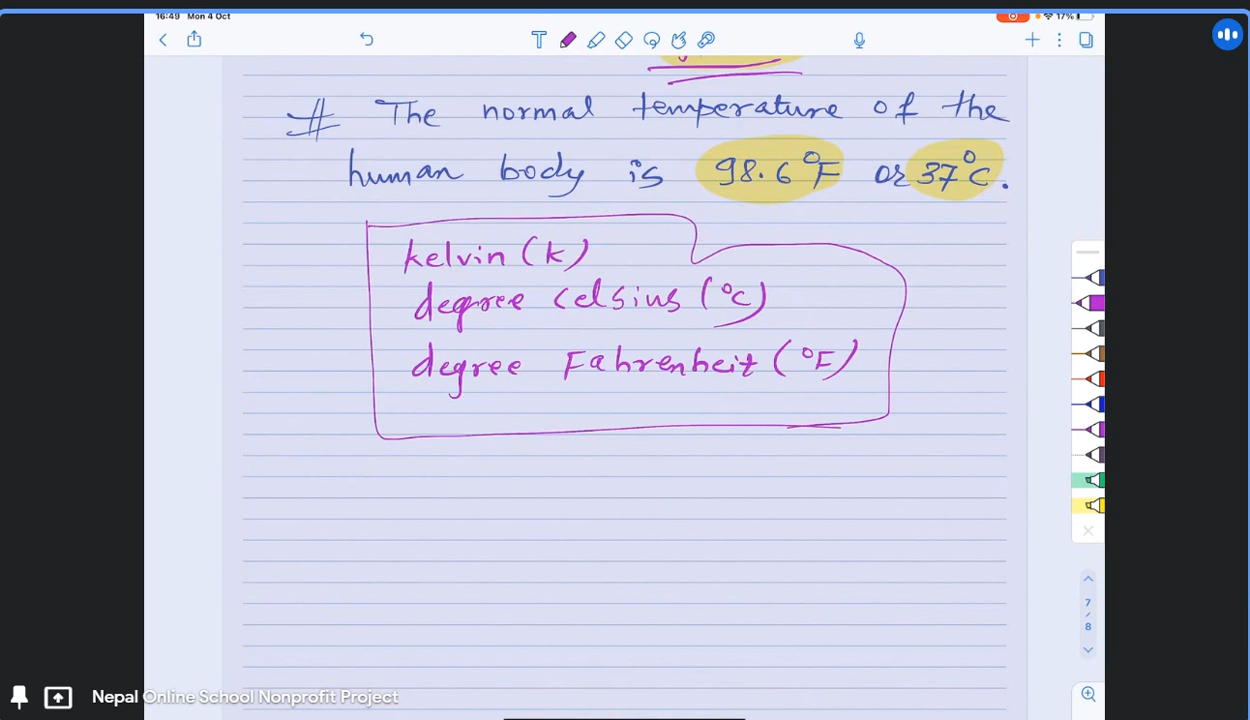 16:49 Mon 4 Oct
17%
# The normal temperature of the
human body is 98.6°F or 37°C.
kelvin (k)
degree celsius (°c)
degree Fahrenheit (°F)
7
/
8
Nepal Online School Nonprofit Project